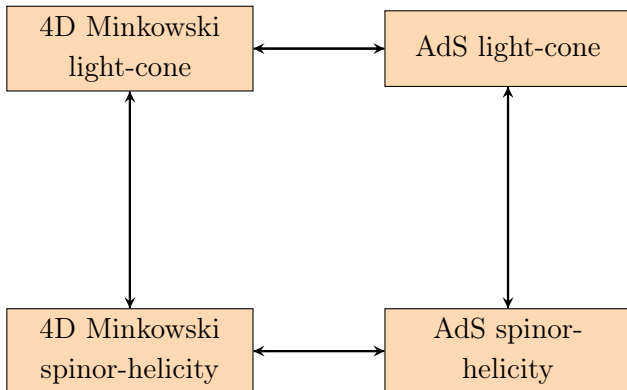 4D Minkowski
light-cone
AdS light-cone
4D Minkowski
spinor-helicity
AdS spinor-
helicity